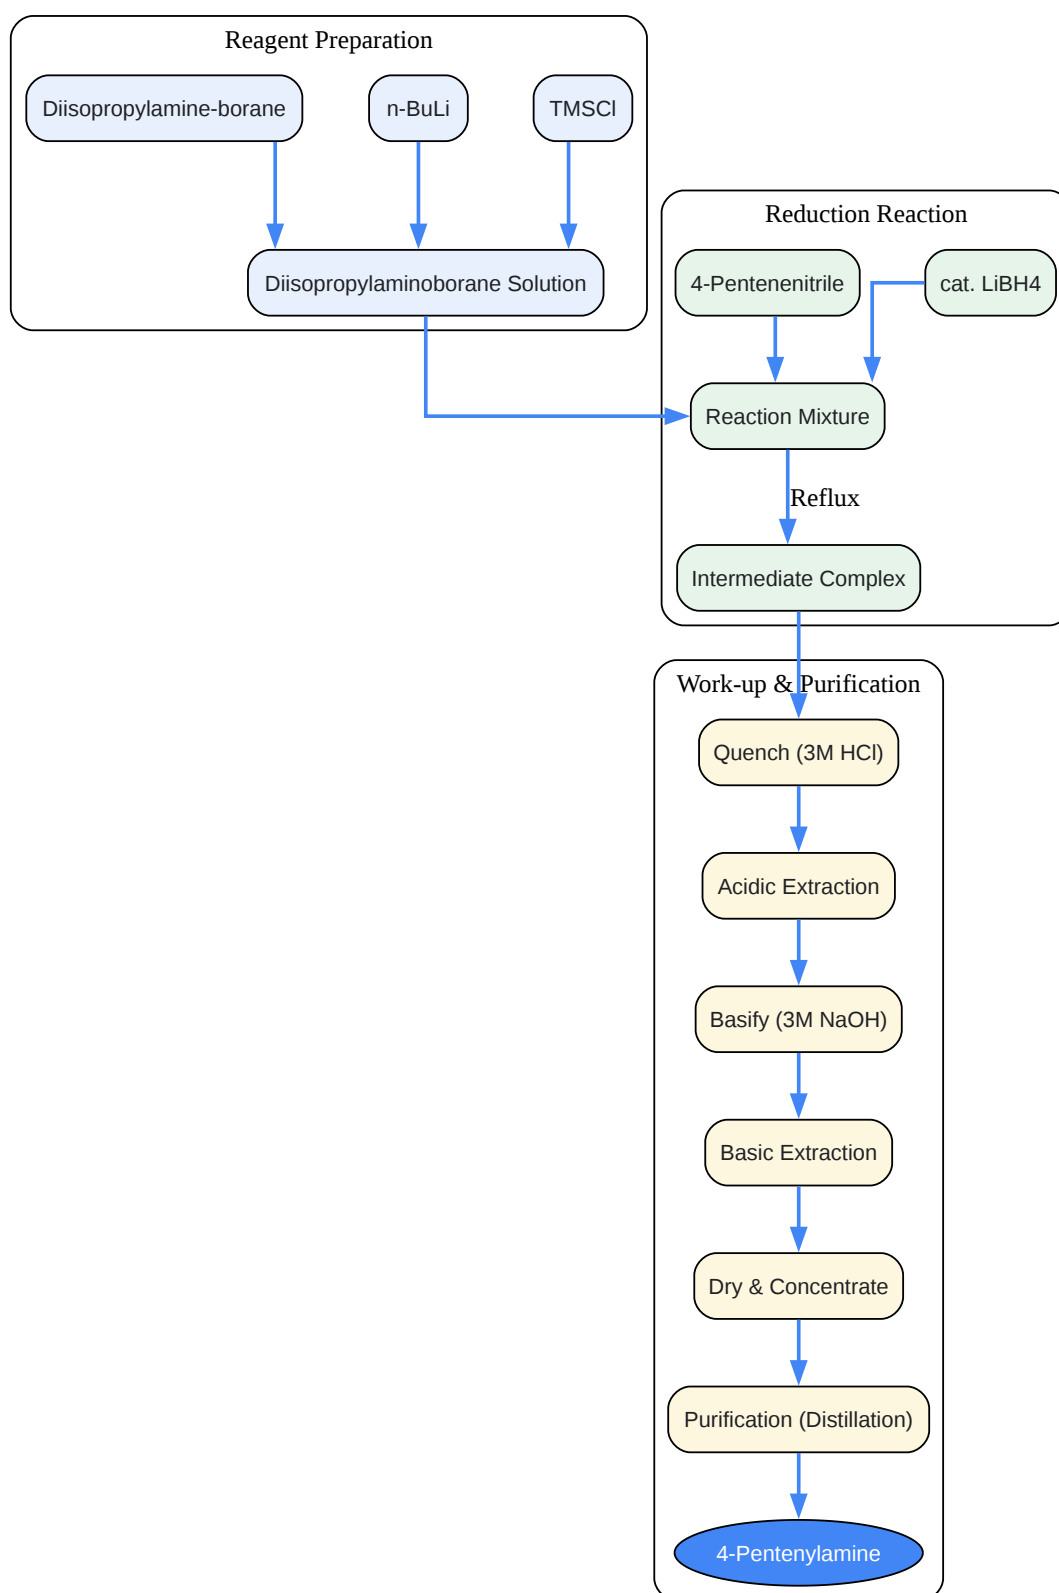 Reagent Preparation
Diisopropylamine-borane
n-BuLi
TMSCl
Diisopropylaminoborane Solution
Reduction Reaction
4-Pentenenitrile
cat. LiBH4
Reaction Mixture
Reflux
Intermediate Complex
Work-up & Purification
Quench (3M HCl)
Acidic Extraction
Basify (3M NaOH)
Basic Extraction
Dry & Concentrate
Purification (Distillation)
4-Pentenylamine